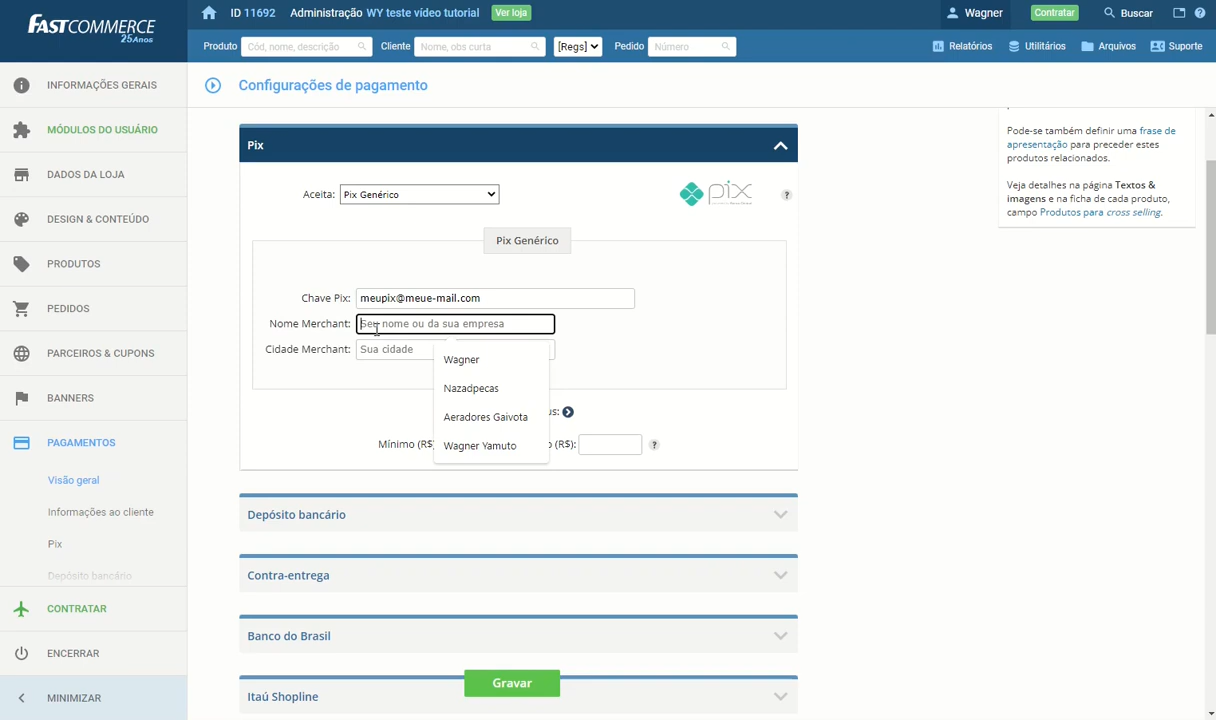 FASTCOMMERCE
25Anos
ID 11692 Administração WY teste vídeo tutorial Ver loja
Wagner Contratar Buscar
Produto Cód, nome, descrição Cliente Nome, obs curta [Regs] Pedido Número
Relatórios Utilitários Arquivos Suporte
INFORMAÇÕES GERAIS
MÓDULOS DO USUÁRIO
DADOS DA LOJA
DESIGN & CONTEÚDO
PRODUTOS
PEDIDOS
PARCEIROS & CUPONS
BANNERS
PAGAMENTOS
Visão geral
Informações ao cliente
Pix
Depósito bancário
CONTRATAR
ENCERRAR
MINIMIZAR
Configurações de pagamento
Pix
Aceita: Pix Genérico
pix
?
Pix Genérico
Chave Pix: meupix@meue-mail.com
Nome Merchant: Seu nome ou da sua empresa
Cidade Merchant: Sua cidade
Wagner
Nazadpecas
Aeradores Gaivota
Wagner Yamuto
us:
Mínimo (R$
o (R$): ?
Depósito bancário
Contra-entrega
Banco do Brasil
Itaú Shopline
Gravar
Pode-se também definir uma frase de
apresentação para preceder estes
produtos relacionados.
Veja detalhes na página Textos &
imagens e na ficha de cada produto,
campo Produtos para cross selling.